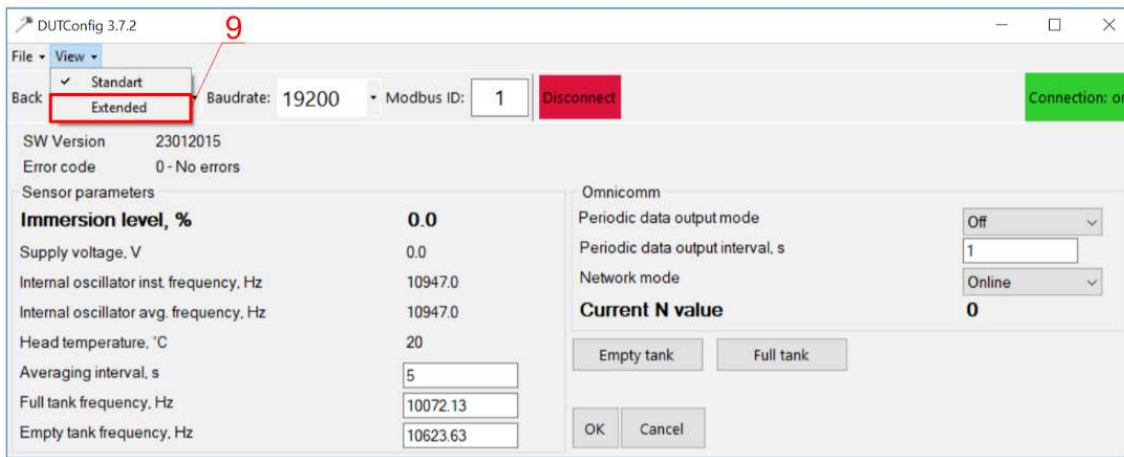 DUTConfig 3.7.2
9
File View
Standart
Extended
Back Baudrate: 19200 Modbus ID: 1 Disconnect Connection: on
SW Version 23012015
Error code 0 - No errors
Sensor parameters
Immersion level, % 0.0
Supply voltage, V 0.0
Internal oscillator inst. frequency, Hz 10947.0
Internal oscillator avg. frequency, Hz 10947.0
Head temperature, °C 20
Averaging interval, s 5
Full tank frequency, Hz 10072.13
Empty tank frequency, Hz 10623.63
Omnicomm
Periodic data output mode Off
Periodic data output interval, s 1
Network mode Online
Current N value 0
Empty tank Full tank
OK Cancel